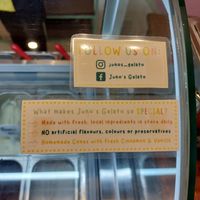 FOLLOW US ON:
junos_gelato
Juno's Gelato
What makes Juno's Gelato so SPECIAL?
Made with fresh, local ingredients in store daily
NO artificial flavours, colours or preservatives
Homemade Cones with fresh Cinnamon & Vanilla